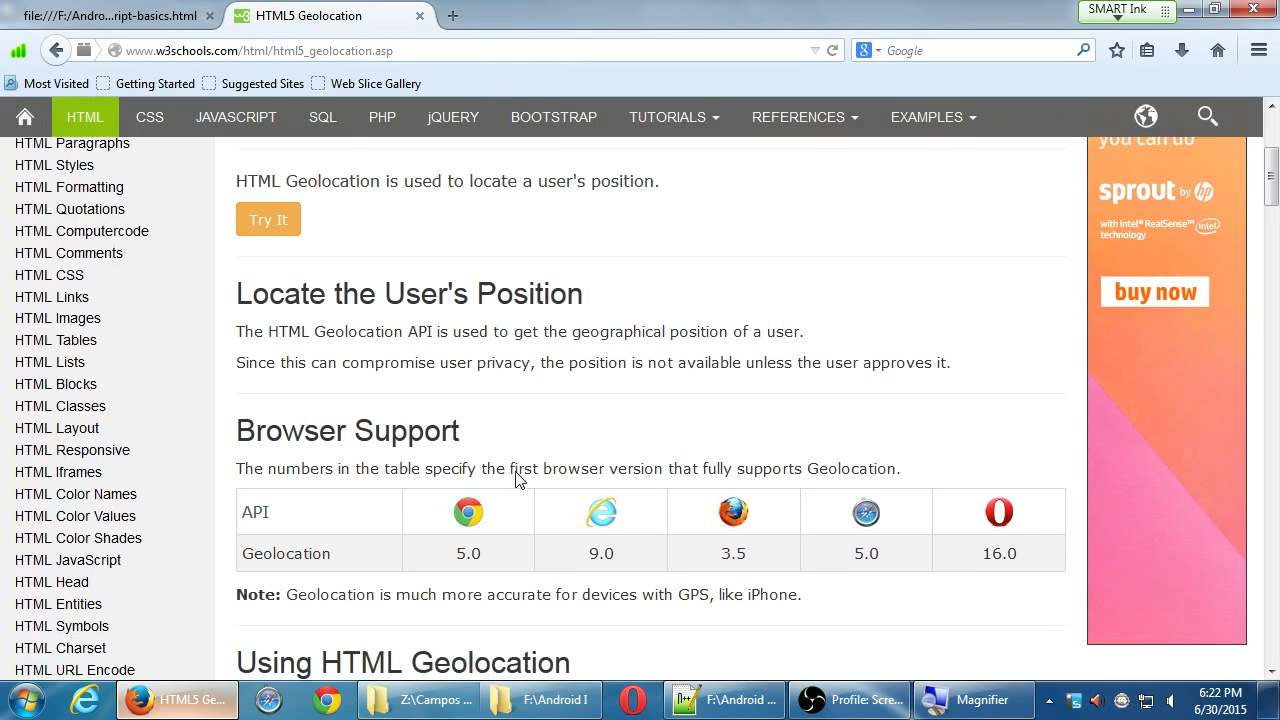 file:///F:/Andro...ript-basics.html
HTML5 Geolocation
SMART Ink
www.w3schools.com/html/html5_geolocation.asp
Google
Most Visited
Getting Started
Suggested Sites
Web Slice Gallery
HTML
CSS
JAVASCRIPT
SQL
PHP
jQUERY
BOOTSTRAP
TUTORIALS
REFERENCES
EXAMPLES
HTML Paragraphs
HTML Styles
HTML Formatting
HTML Quotations
HTML Computercode
HTML Comments
HTML CSS
HTML Links
HTML Images
HTML Tables
HTML Lists
HTML Blocks
HTML Classes
HTML Layout
HTML Responsive
HTML Iframes
HTML Color Names
HTML Color Values
HTML Color Shades
HTML JavaScript
HTML Head
HTML Entities
HTML Symbols
HTML Charset
HTML URL Encode
HTML Geolocation is used to locate a user's position.
Try It
Locate the User's Position
The HTML Geolocation API is used to get the geographical position of a user.
Since this can compromise user privacy, the position is not available unless the user approves it.
Browser Support
The numbers in the table specify the first browser version that fully supports Geolocation.
API
Geolocation 5.0 9.0 3.5 5.0 16.0
Note: Geolocation is much more accurate for devices with GPS, like iPhone.
Using HTML Geolocation
you can do
sprout by hp
with Intel® RealSense™
technology
intel
buy now
HTML5 Ge...
Z:\Campos ...
F:\Android I
F:\Android ...
Profile: Scre...
Magnifier
6:22 PM
6/30/2015